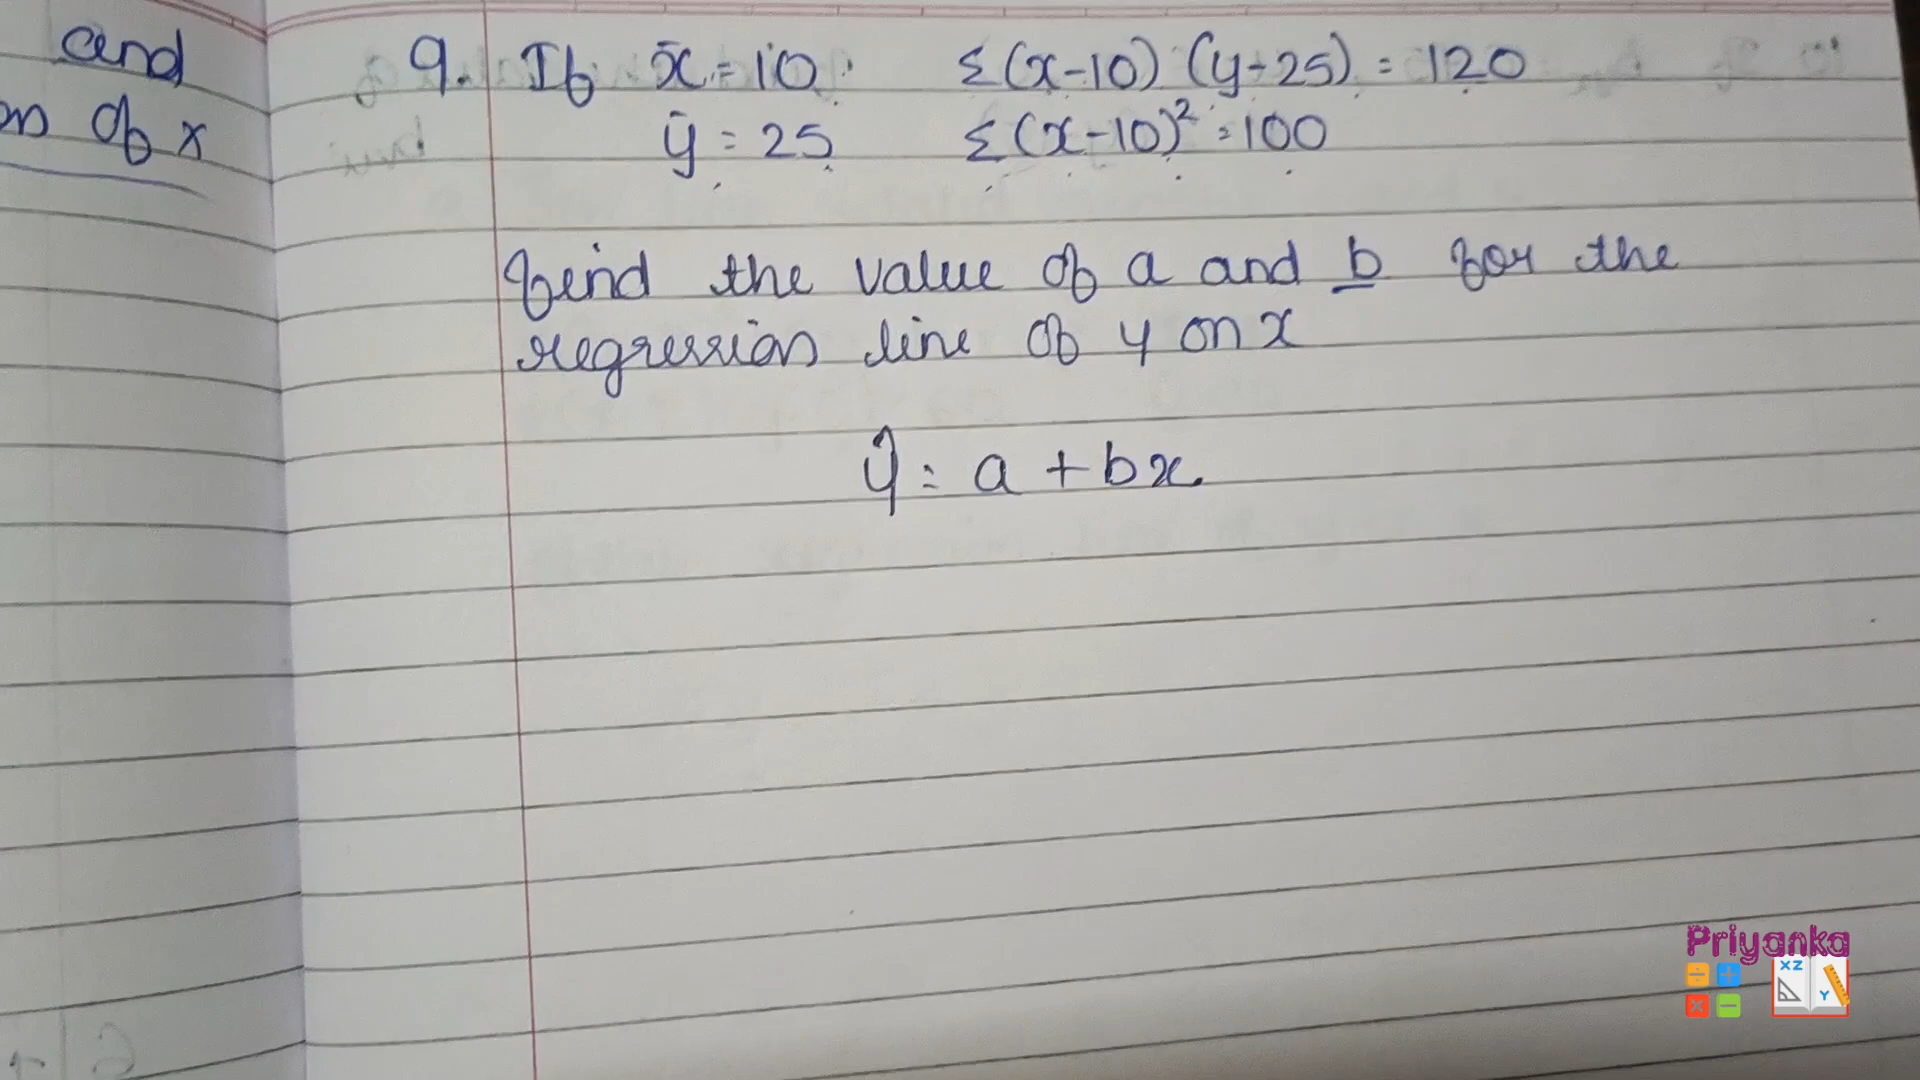 and
of x
9. If x̄ = 10 Σ(x-10) (y-25) = 120
ȳ = 25 Σ(x-10)² = 100
find the value of a and b for the
regression line of y on x
ŷ = a + bx.
Priyanka
XZ
Y